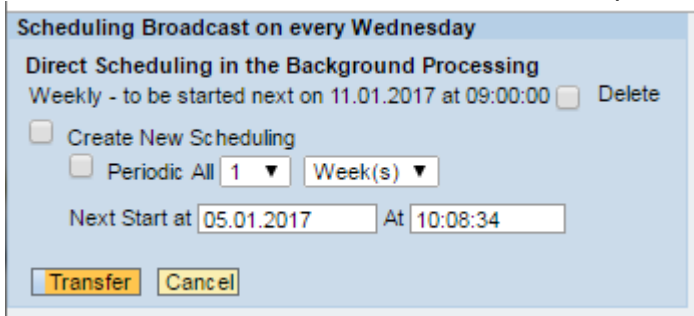 Scheduling Broadcast on every Wednesday
Direct Scheduling in the Background Processing
Weekly - to be started next on 11.01.2017 at 09:00:00 Delete
Create New Scheduling
Periodic All 1 Week(s)
Next Start at 05.01.2017 At 10:08:34
Transfer Cancel